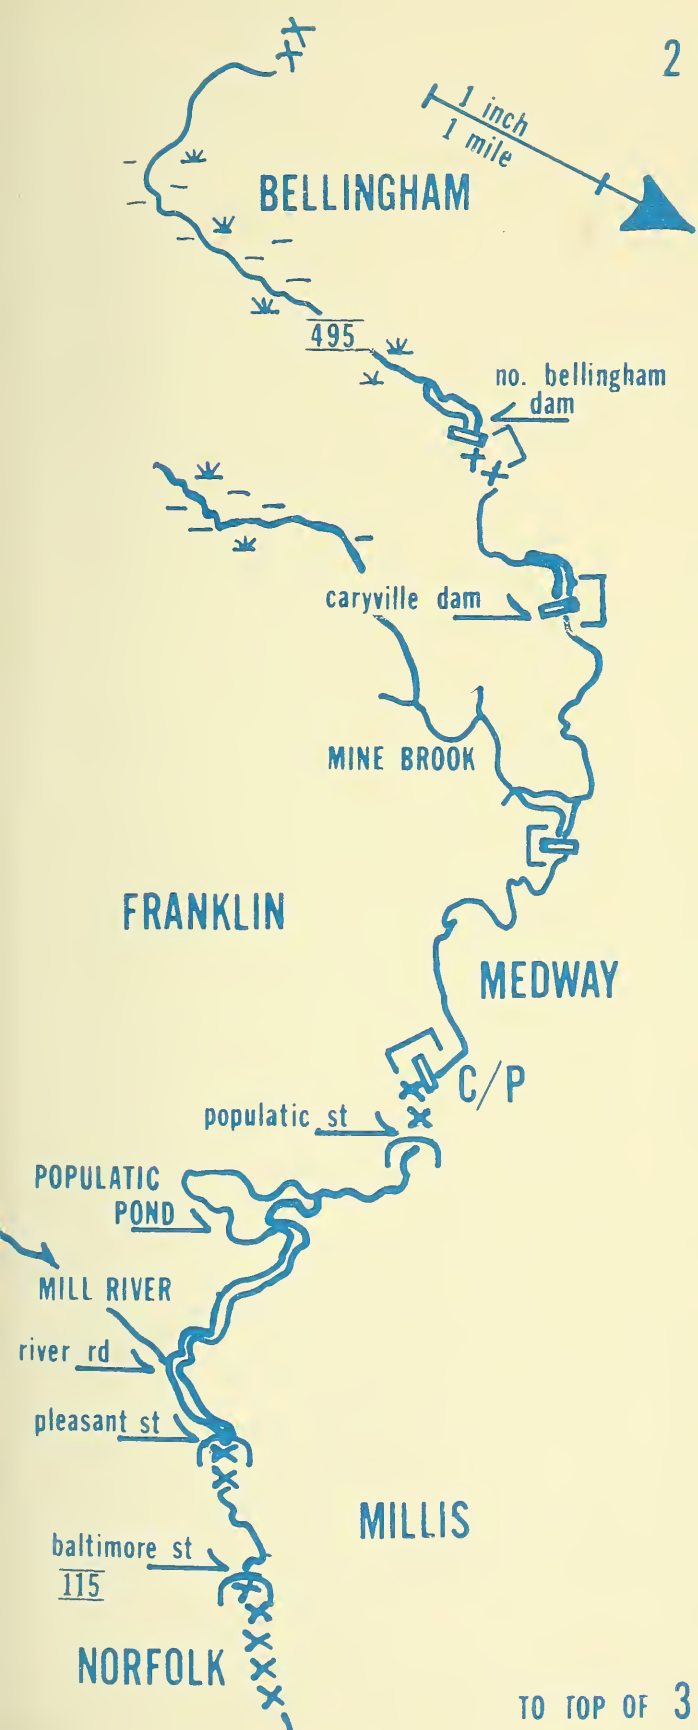 2
1 inch
1 mile
BELLINGHAM
495
no. bellingham
dam
caryville dam
MINE BROOK
FRANKLIN
MEDWAY
C/P
populatic st
POPULATIC
POND
MILL RIVER
river rd
pleasant st
MILLIS
baltimore st
115
NORFOLK
TO TOP OF 3